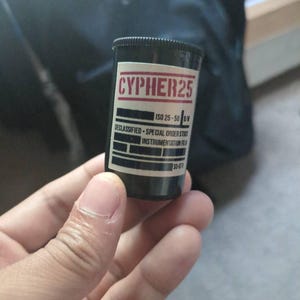 CYPHER25
ISO 25 - 50
DECLASSIFIED • SPECIAL ORDER STOCK
INSTRUMENTATION FILM